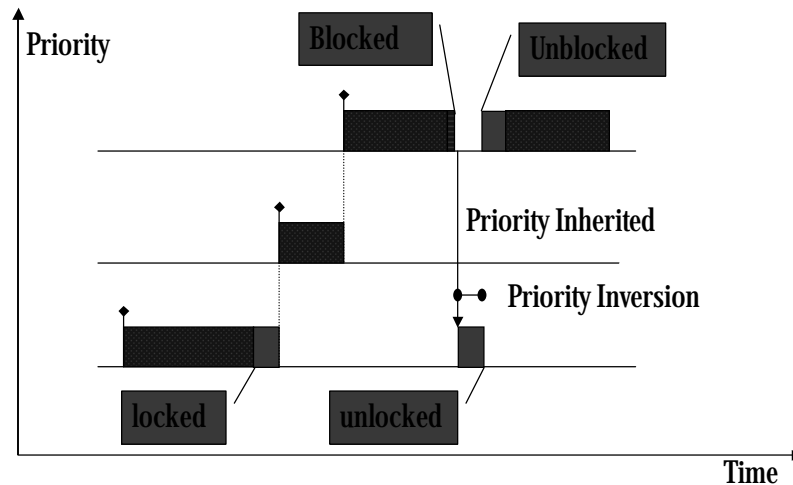 Blocked
Unblocked
Priority
Priority Inherited
Priority Inversion
locked
unlocked
Time